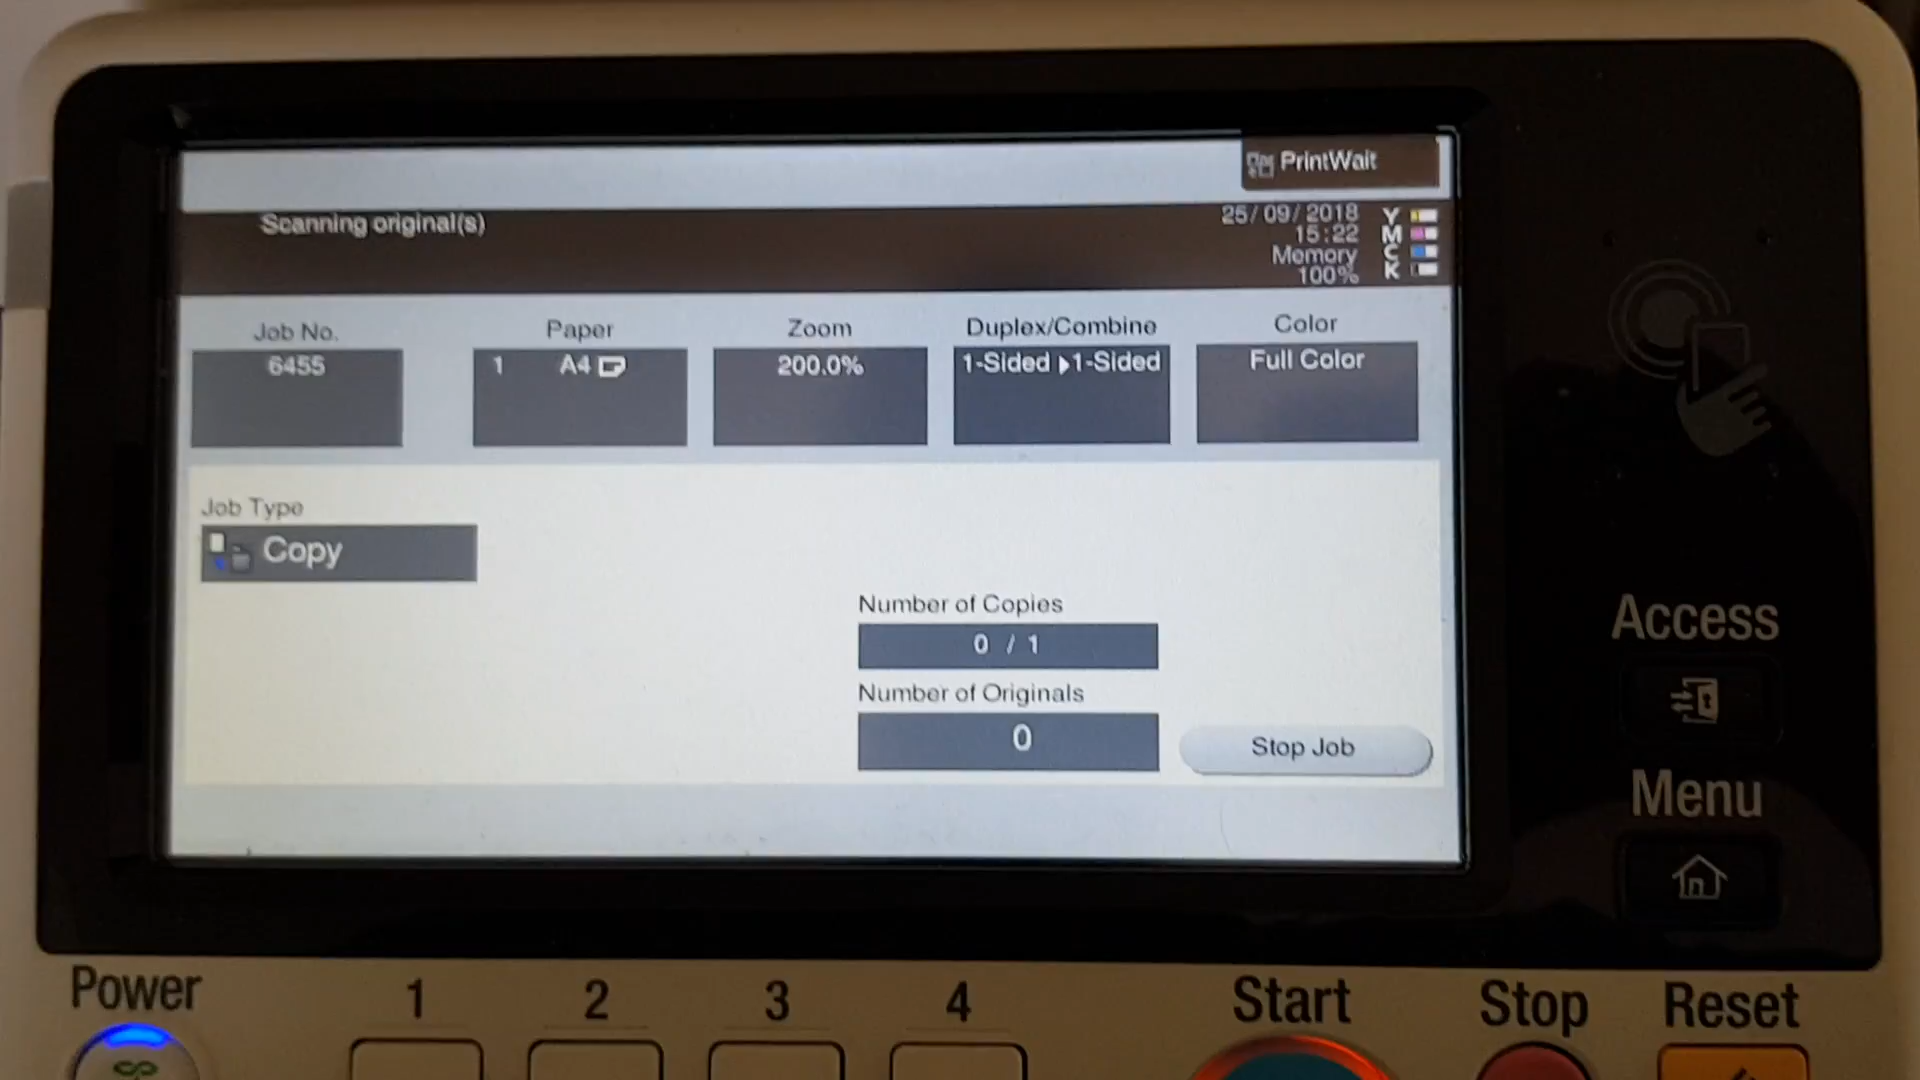 PrintWait
Scanning original(s)
25/09/2018
15:22
Memory
100%
Y
M
C
K
Job No.
6455
Paper
1 A4
Zoom
200.0%
Duplex/Combine
1-Sided ▶ 1-Sided
Color
Full Color
Job Type
Copy
Number of Copies
0 / 1
Number of Originals
0
Stop Job
Access
Menu
Power
1
2
3
4
Start
Stop
Reset